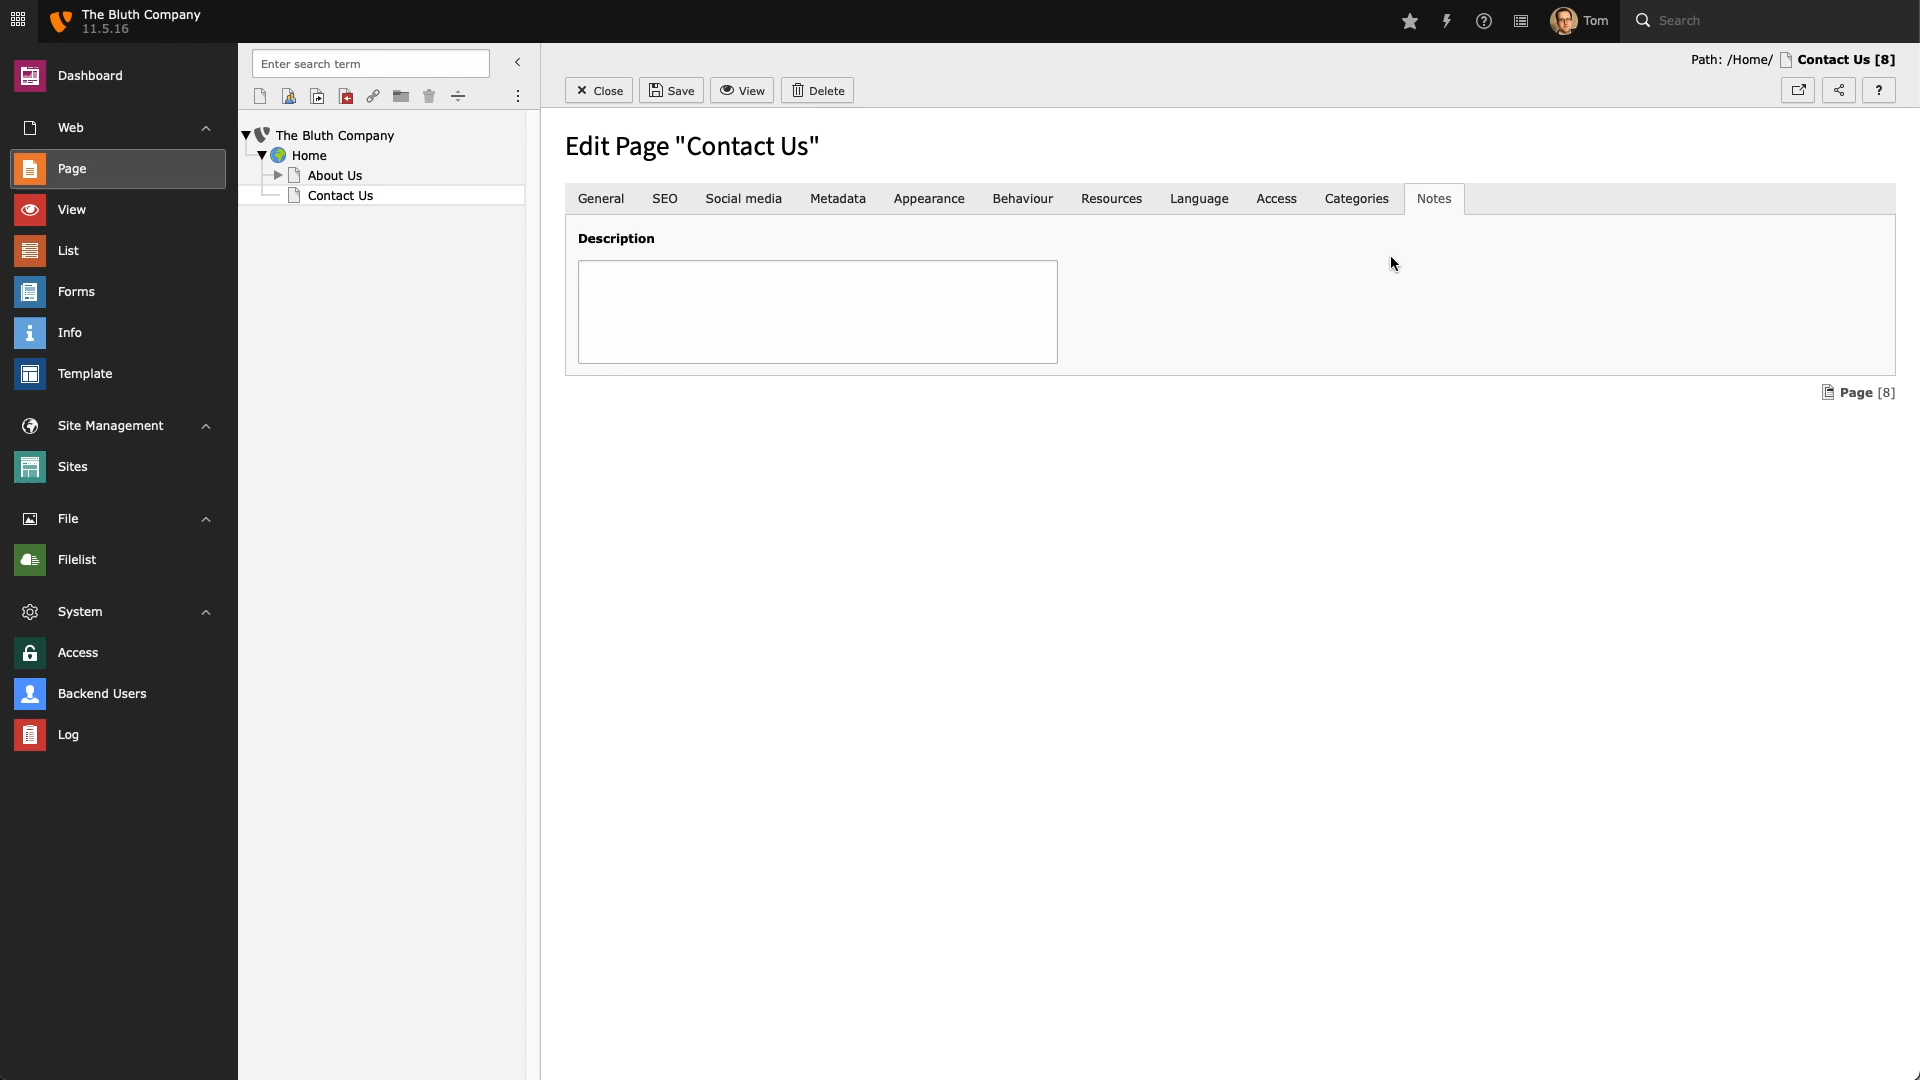 The Bluth Company
11.5.16
Tom
Search
Dashboard
Web
Page
View
List
Forms
Info
Template
Site Management
Sites
File
Filelist
System
Access
Backend Users
Log
Enter search term
The Bluth Company
Home
About Us
Contact Us
Path: /Home/ Contact Us [8]
Close Save View Delete
?
Edit Page "Contact Us"
General SEO Social media Metadata Appearance Behaviour Resources Language Access Categories Notes
Description
Page [8]